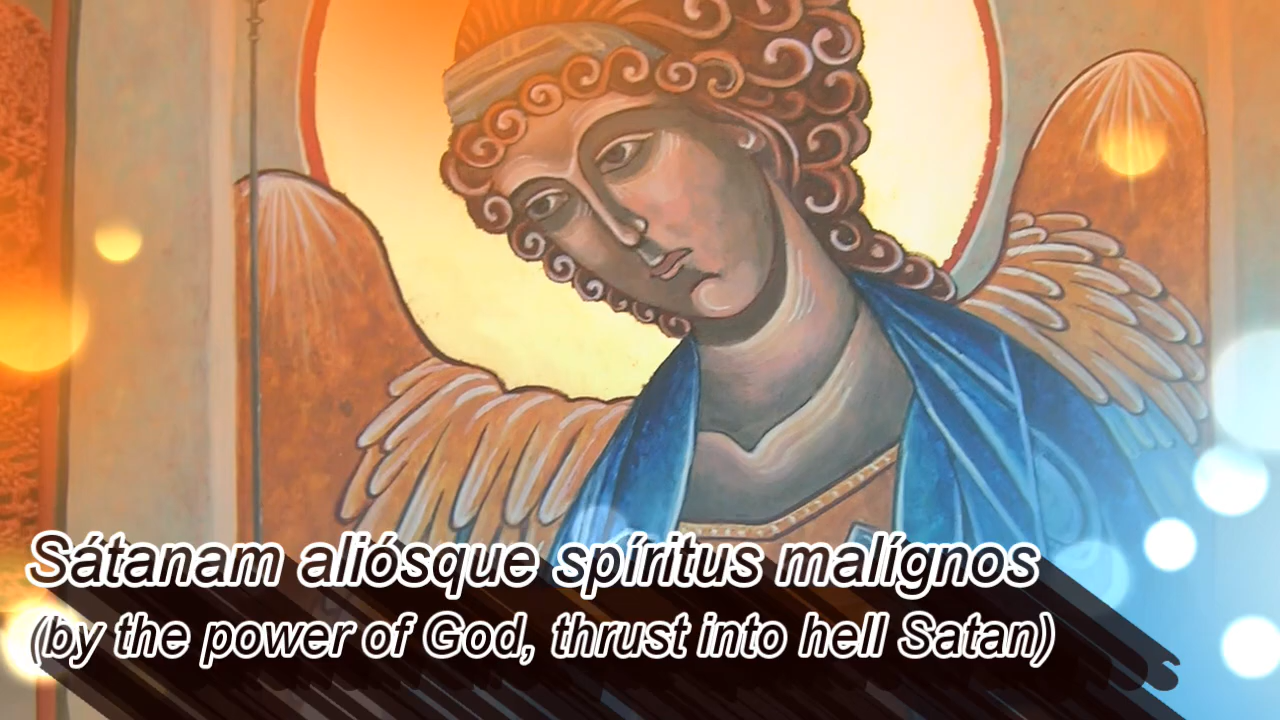 Sátanam aliósque spíritus malígnos
(by the power of God, thrust into hell Satan)